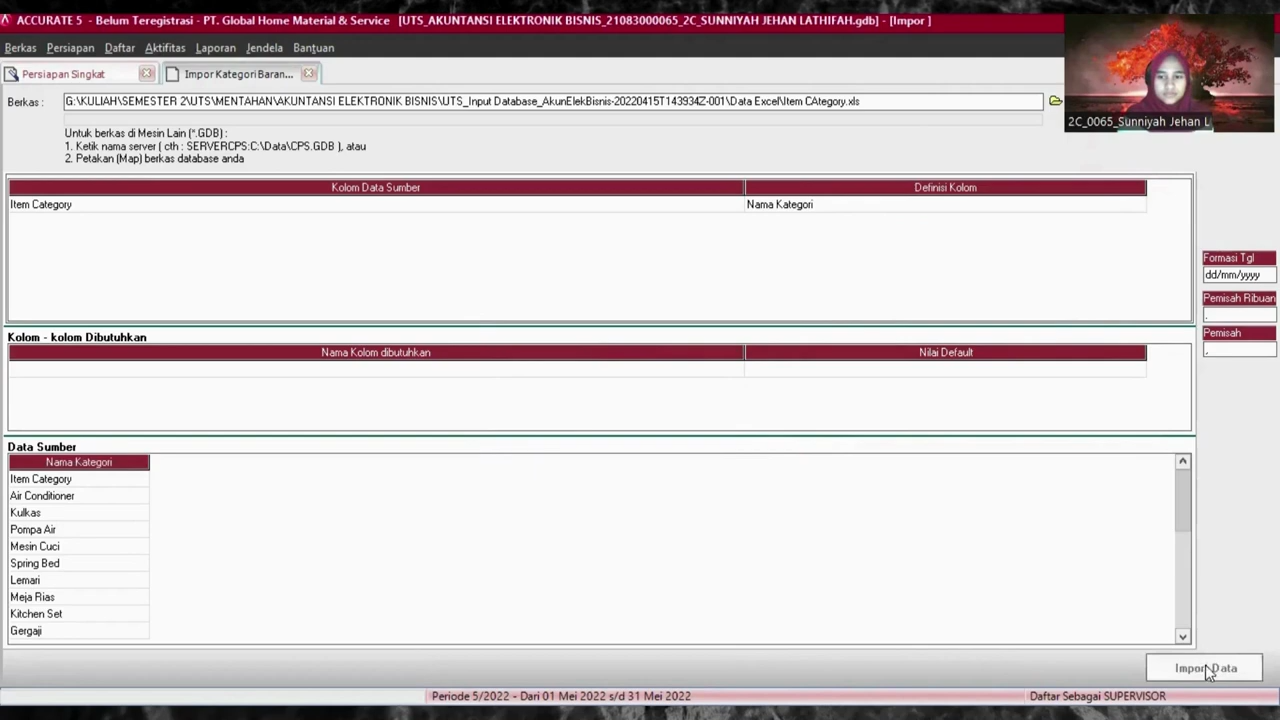 ACCURATE 5 - Belum Teregistrasi - PT. Global Home Material & Service [UTS_AKUNTANSI ELEKTRONIK BISNIS_21083000065_2C_SUNNIYAH JEHAN LATHIFAH.gdb] - [Impor ]
Berkas Persiapan Daftar Aktifitas Laporan Jendela Bantuan
Persiapan Singkat Impor Kategori Baran...
Berkas : G:\KULIAH\SEMESTER 2\UTS\MENTAHAN\AKUNTANSI ELEKTRONIK BISNIS\UTS_Input Database_AkunElekBisnis-20220415T143934Z-001\Data Excel\Item CAtegory.xls
2C_0065_Sunniyah Jehan L
Untuk berkas di Mesin Lain (*.GDB) :
1. Ketik nama server ( cth : SERVERCPS:C:\Data\CPS.GDB ), atau
2. Petakan (Map) berkas database anda
Kolom Data Sumber Definisi Kolom
Item Category Nama Kategori
Formasi Tgl
dd/mm/yyyy
Pemisah Ribuan
.
Pemisah
,
Kolom - kolom Dibutuhkan
Nama Kolom dibutuhkan Nilai Default
Data Sumber
Nama Kategori
Item Category
Air Conditioner
Kulkas
Pompa Air
Mesin Cuci
Spring Bed
Lemari
Meja Rias
Kitchen Set
Gergaji
Impor Data
Periode 5/2022 - Dari 01 Mei 2022 s/d 31 Mei 2022 Daftar Sebagai SUPERVISOR